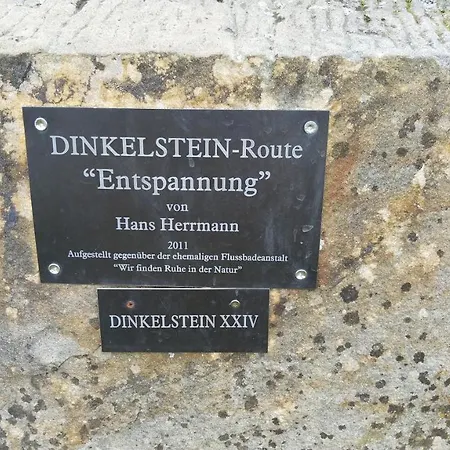 DINKELSTEIN-Route
“Entspannung”
von
Hans Herrmann
2011
Aufgestellt gegenüber der ehemaligen Flussbadeanstalt
“Wir finden Ruhe in der Natur”
DINKELSTEIN XXIV